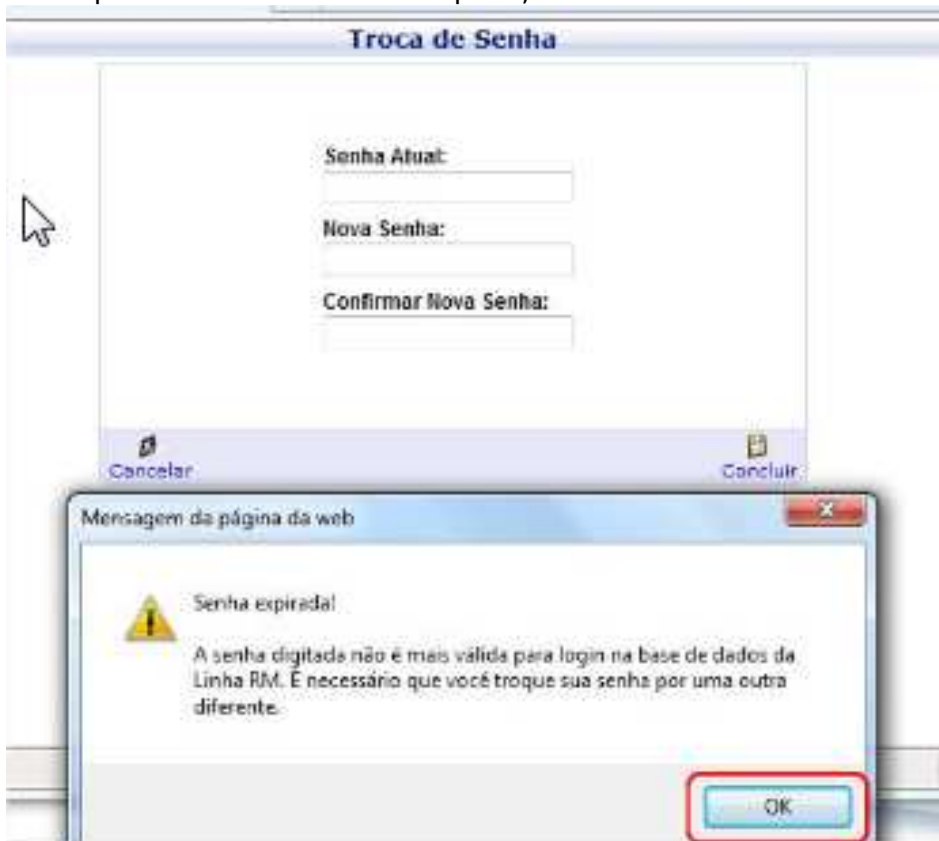 Troca de Senha
Senha Atual:
Nova Senha:
Confirmar Nova Senha:
Cancelar
Concluir
Mensagem da página da web
Senha expirada!
A senha digitada não é mais válida para login na base de dados da
Linha RM. É necessário que você troque sua senha por uma outra
diferente.
OK